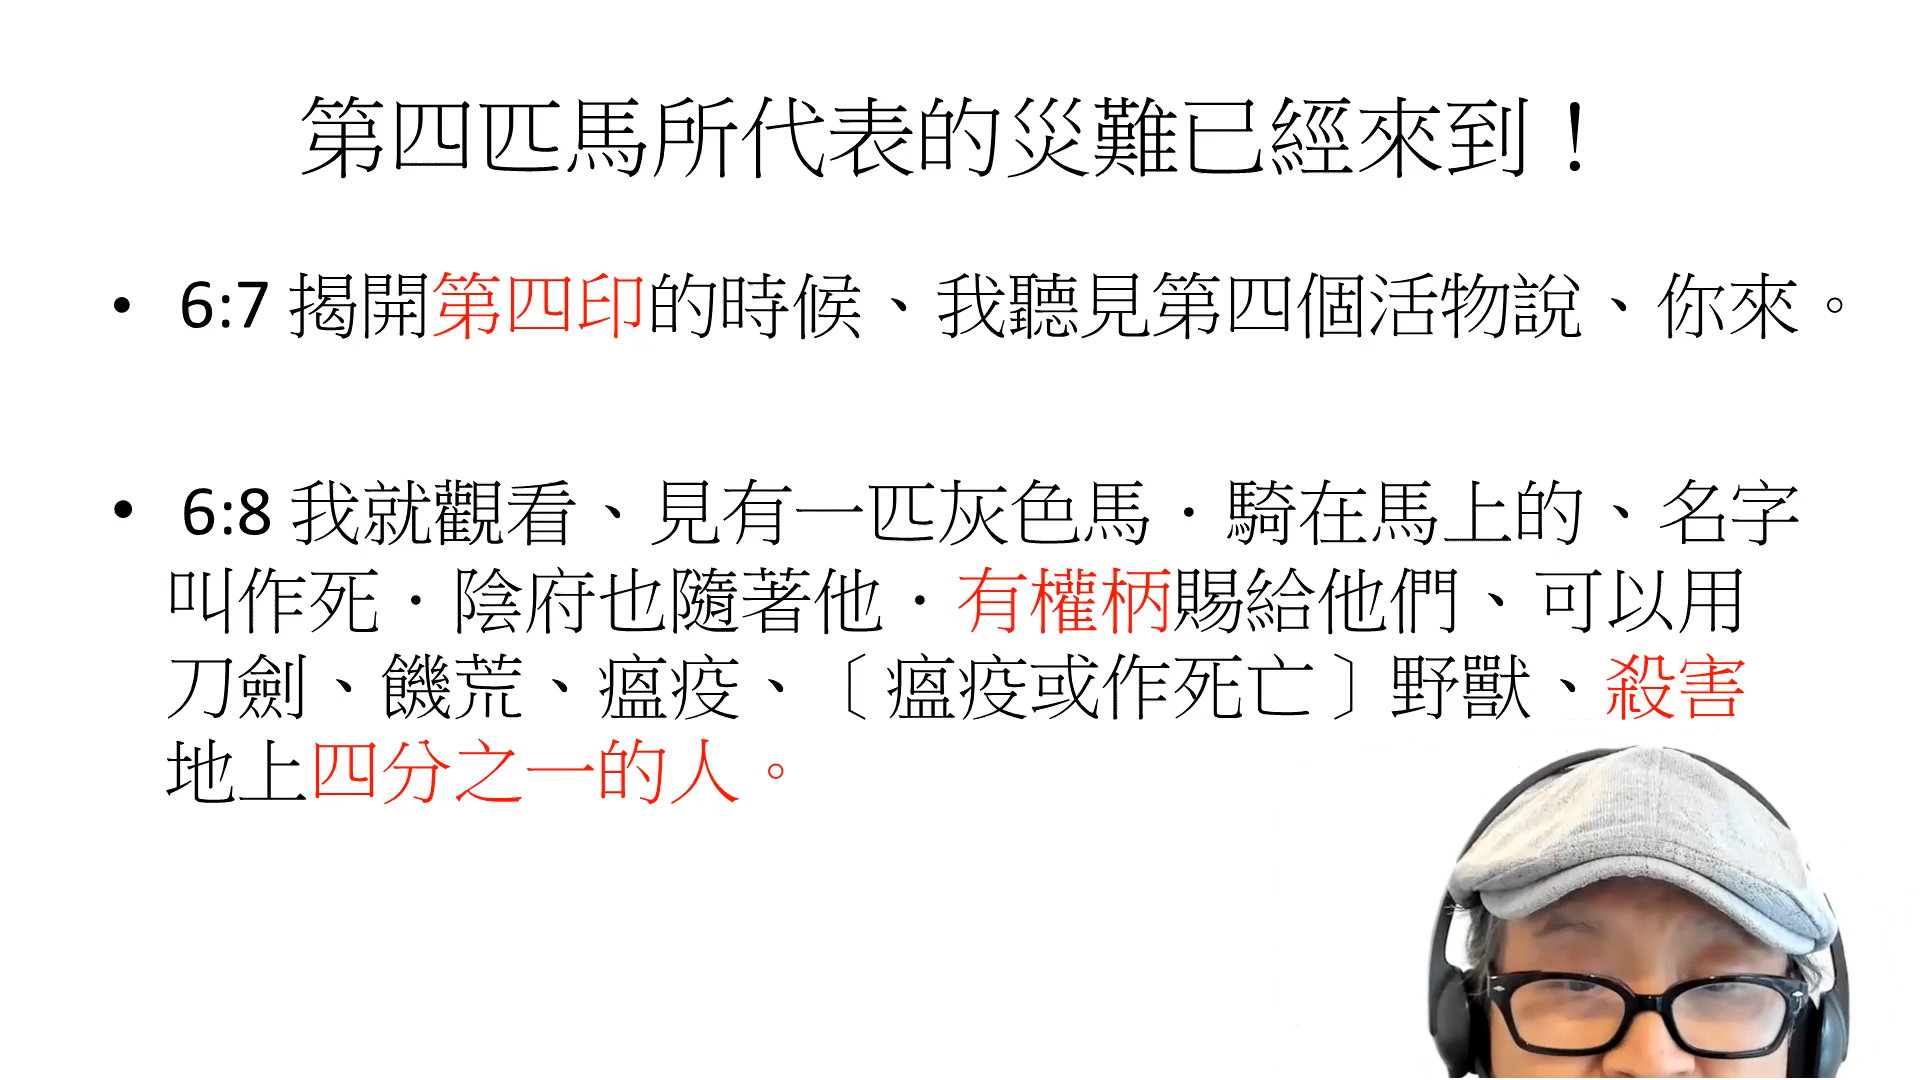 第四匹馬所代表的災難已經來到！
• 6:7 揭開第四印的時候、我聽見第四個活物說、你來。
• 6:8 我就觀看、見有一匹灰色馬．騎在馬上的、名字
叫作死．陰府也隨著他．有權柄賜給他們、可以用
刀劍、饑荒、瘟疫、〔瘟疫或作死亡〕野獸、殺害
地上四分之一的人。